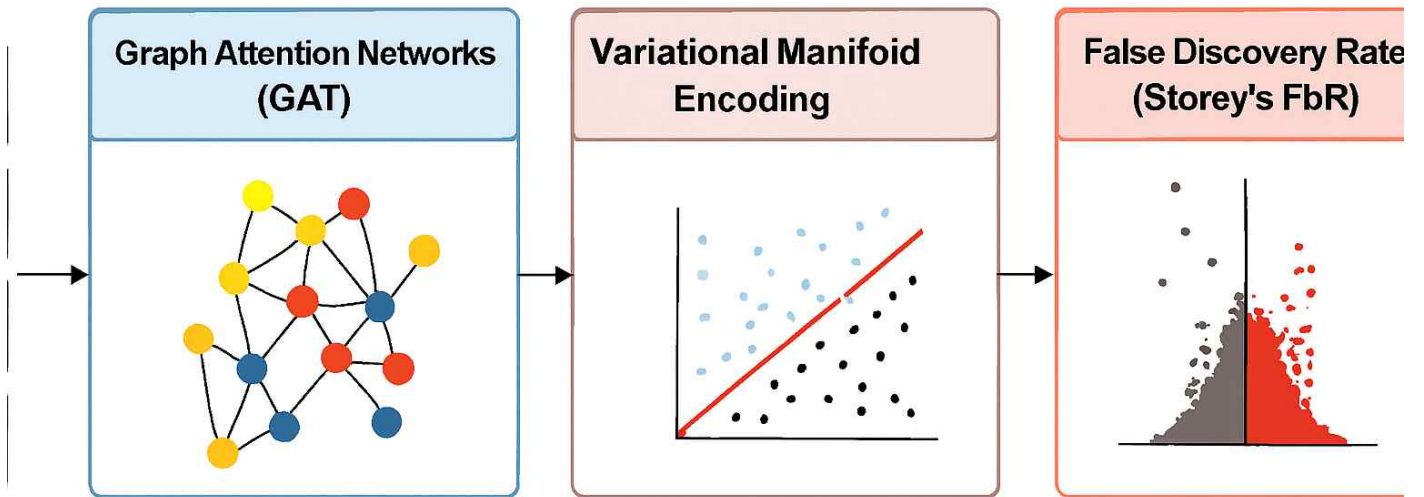 Graph Attention Networks
(GAT)
Variational Manifoid
Encoding
False Discovery Rate
(Storey's FbR)